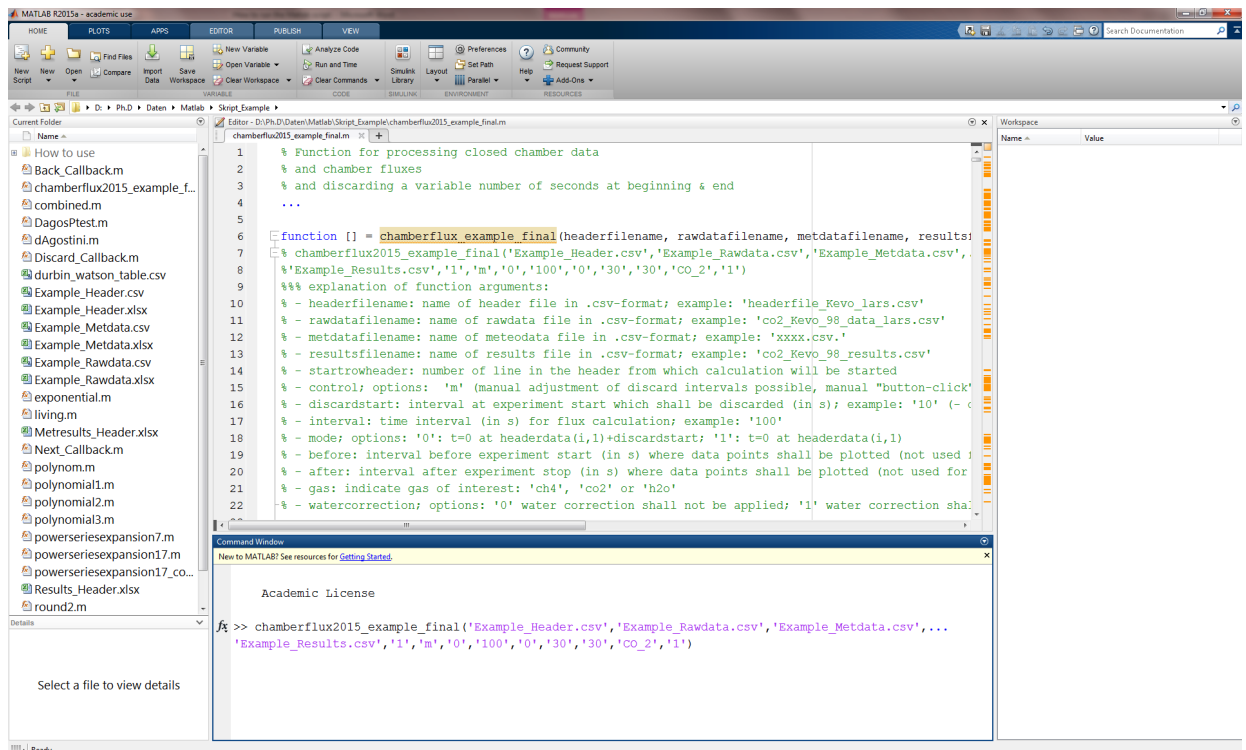 MATLAB R2015a - academic use
HOME PLOTS APPS EDITOR PUBLISH VIEW
Search Documentation
New Script
New
Open
Find Files
Compare
Import Data
Save Workspace
New Variable
Open Variable
Clear Workspace
Analyze Code
Run and Time
Clear Commands
Simulink Library
Layout
Preferences
Set Path
Parallel
Help
Community
Request Support
Add-Ons
FILE VARIABLE CODE SIMULINK ENVIRONMENT RESOURCES
D: Ph.D Daten Matlab Skript_Example
Current Folder
Name
How to use
Back_Callback.m
chamberflux2015_example_f...
combined.m
DagosPtest.m
dAgostini.m
Discard_Callback.m
durbin_watson_table.csv
Example_Header.csv
Example_Header.xlsx
Example_Metdata.csv
Example_Metdata.xlsx
Example_Rawdata.csv
Example_Rawdata.xlsx
exponential.m
living.m
Metresults_Header.xlsx
Next_Callback.m
polynom.m
polynomial1.m
polynomial2.m
polynomial3.m
powerseriesexpansion7.m
powerseriesexpansion17.m
powerseriesexpansion17_co...
Results_Header.xlsx
round2.m
Details
Select a file to view details
Editor - D:\Ph.D\Daten\Matlab\Skript_Example\chamberflux2015_example_final.m
chamberflux2015_example_final.m
1 % Function for processing closed chamber data
2 % and chamber fluxes
3 % and discarding a variable number of seconds at beginning & end
4 ...
5
6 function [] = chamberflux_example_final(headerfilename, rawdatafilename, metdatafilename, results
7 % chamberflux2015_example_final('Example_Header.csv','Example_Rawdata.csv','Example_Metdata.csv',.
8 %'Example_Results.csv','1','m','0','100','0','30','30','CO_2','1')
9 %%% explanation of function arguments:
10 % - headerfilename: name of header file in .csv-format; example: 'headerfile_Kevo_lars.csv'
11 % - rawdatafilename: name of rawdata file in .csv-format; example: 'co2_Kevo_98_data_lars.csv'
12 % - metdatafilename: name of meteodata file in .csv-format; example: 'xxxx.csv.'
13 % - resultsfilename: name of results file in .csv-format; example: 'co2_Kevo_98_results.csv'
14 % - startrowheader: number of line in the header from which calculation will be started
15 % - control; options: 'm' (manual adjustment of discard intervals possible, manual "button-click"
16 % - discardstart: interval at experiment start which shall be discarded (in s); example: '10' (-
17 % - interval: time interval (in s) for flux calculation; example: '100'
18 % - mode; options: '0': t=0 at headerdata(i,1)+discardstart; '1': t=0 at headerdata(i,1)
19 % - before: interval before experiment start (in s) where data points shall be plotted (not used
20 % - after: interval after experiment stop (in s) where data points shall be plotted (not used for
21 % - gas: indicate gas of interest: 'ch4', 'co2' or 'h2o'
22 % - watercorrection; options: '0' water correction shall not be applied; '1' water correction
Command Window
New to MATLAB? See resources for Getting Started.
Academic License
fx >> chamberflux2015_example_final('Example_Header.csv','Example_Rawdata.csv','Example_Metdata.csv',...
'Example_Results.csv','1','m','0','100','0','30','30','CO_2','1')
Workspace
Name Value
Ready